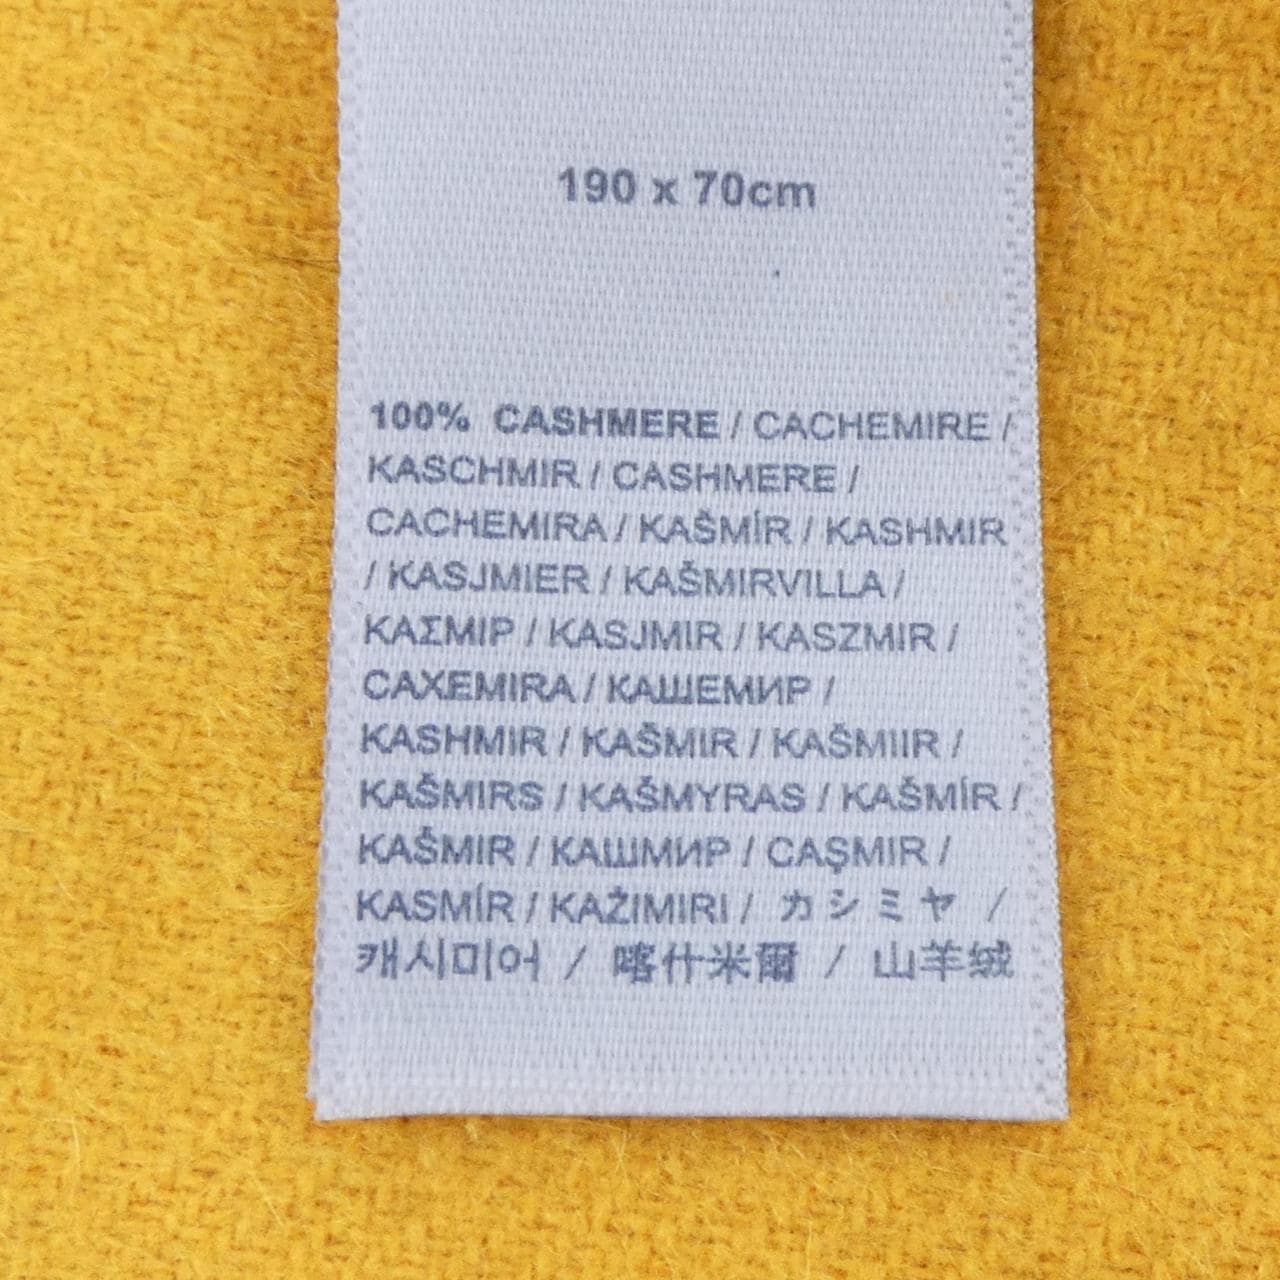 190 x 70cm
100% CASHMERE / CACHEMIRE /
KASCHMIR / CASHMERE /
CACHEMIRA / KAŠMÍR / KASHMIR
/ KASJMIER / KAŠMIRVILLA /
ΚΑΣΜΙΡ / KASJMIR / KASZMIR /
CAXEMIRA / КАШЕМИР /
KASHMIR / KAŠMIR / KAŠMIIR /
KAŠMIRS / KAŠMYRAS / KAŠMÍR /
KAŠMIR / КАШМИР / CAŞMIR /
KASMÍR / KAŻIMIRI / カシミヤ /
캐시미어 / 喀什米爾 / 山羊绒